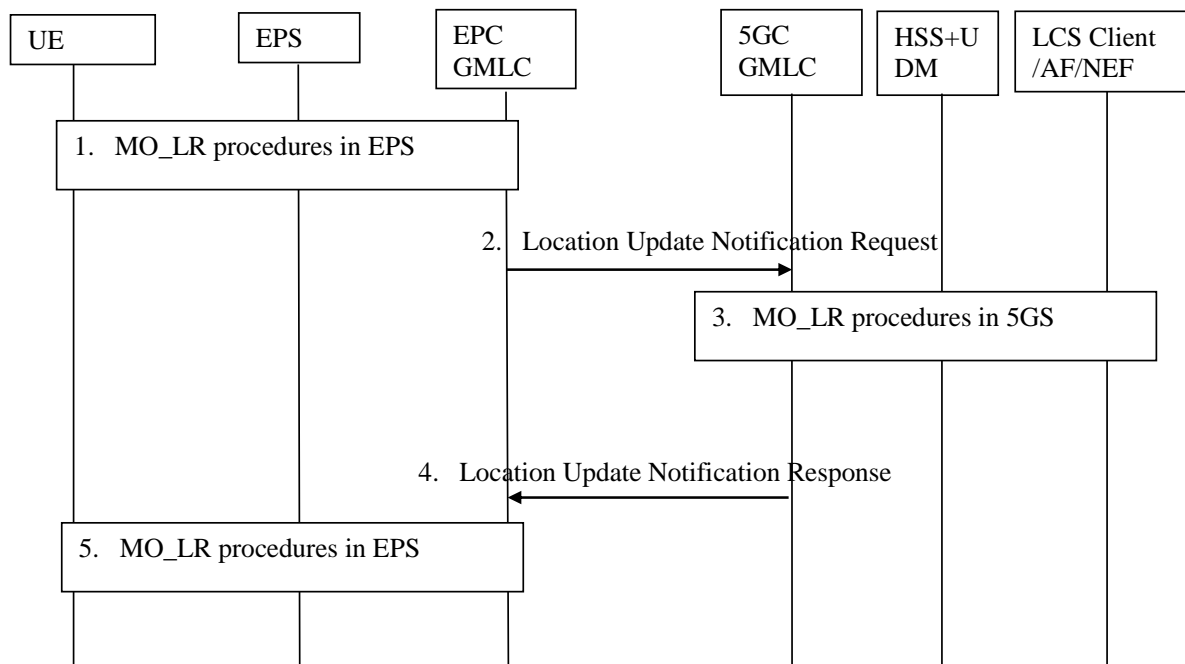 UE
EPS
EPC
GMLC
5GC
GMLC
HSS+U
DM
LCS Client
/AF/NEF
1. MO_LR procedures in EPS
2. Location Update Notification Request
3. MO_LR procedures in 5GS
4. Location Update Notification Response
5. MO_LR procedures in EPS